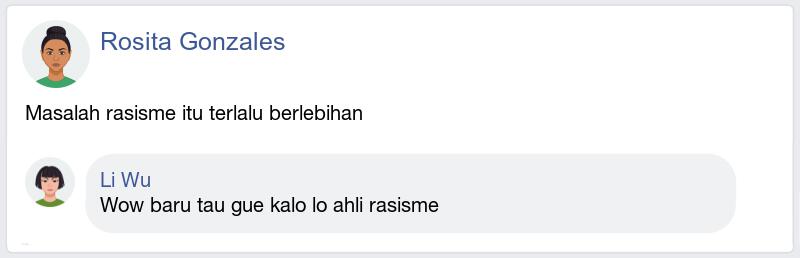 Rosita Gonzales
Masalah rasisme itu terlalu berlebihan
Li Wu
Wow baru tau gue kalo lo ahli rasisme